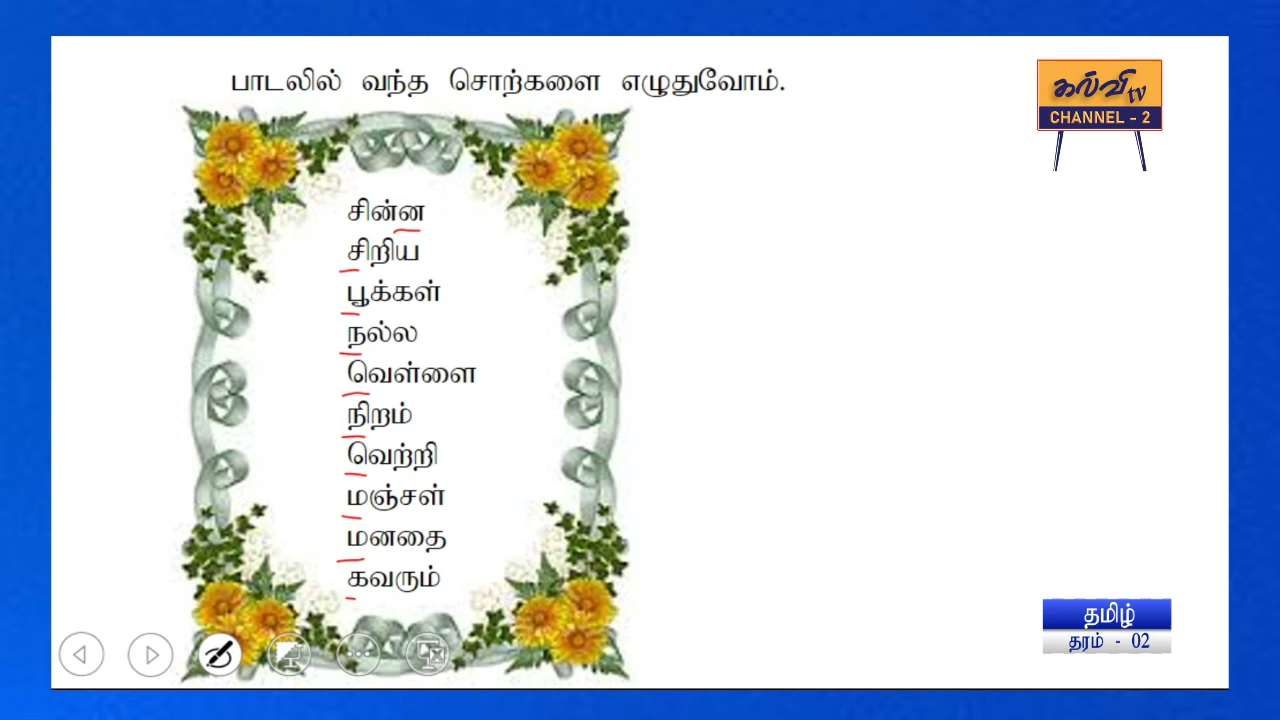 பாடலில் வந்த சொற்களை எழுதுவோம்.
கல்வி tv
CHANNEL - 2
சின்ன
சிறிய
பூக்கள்
நல்ல
வெள்ளை
நிறம்
வெற்றி
மஞ்சள்
மனதை
கவரும்
தமிழ்
தரம் - 02